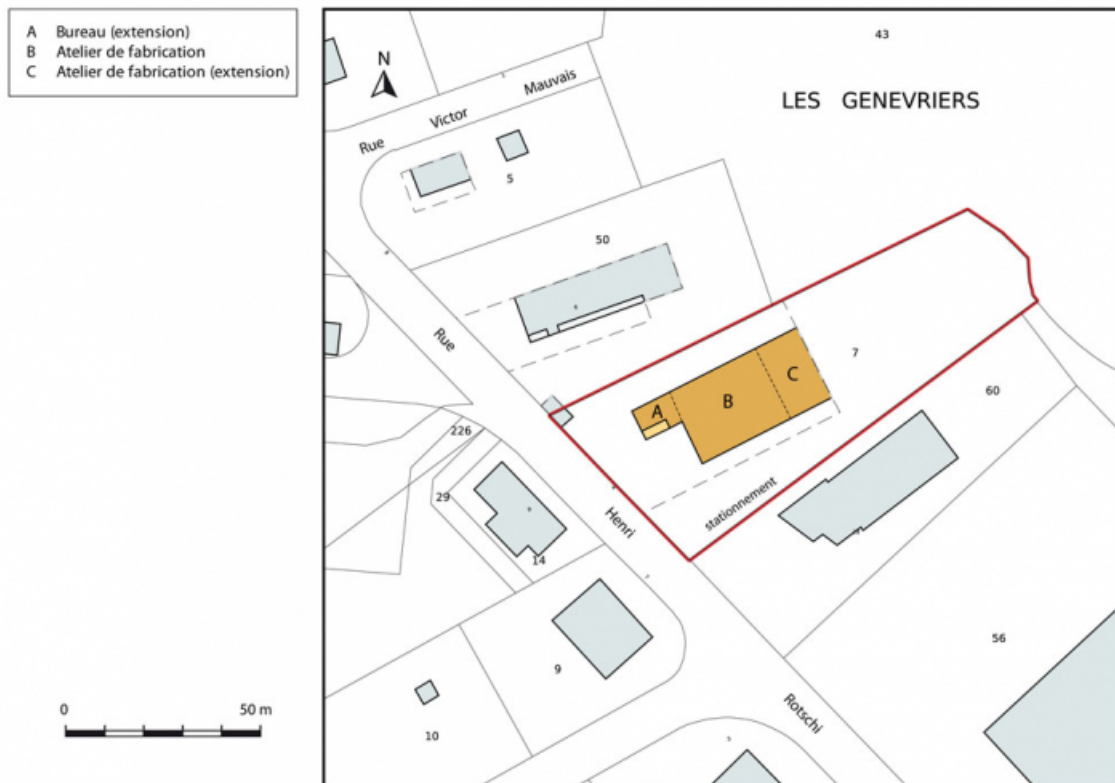 A Bureau (extension)
B Atelier de fabrication
C Atelier de fabrication (extension)
43
N
LES GENEVRIERS
Rue Victor Mauvais
5
50
Rue Henri Rotschi
7
A
B
C
60
226
29
stationnement
14
9
56
10
0 50 m